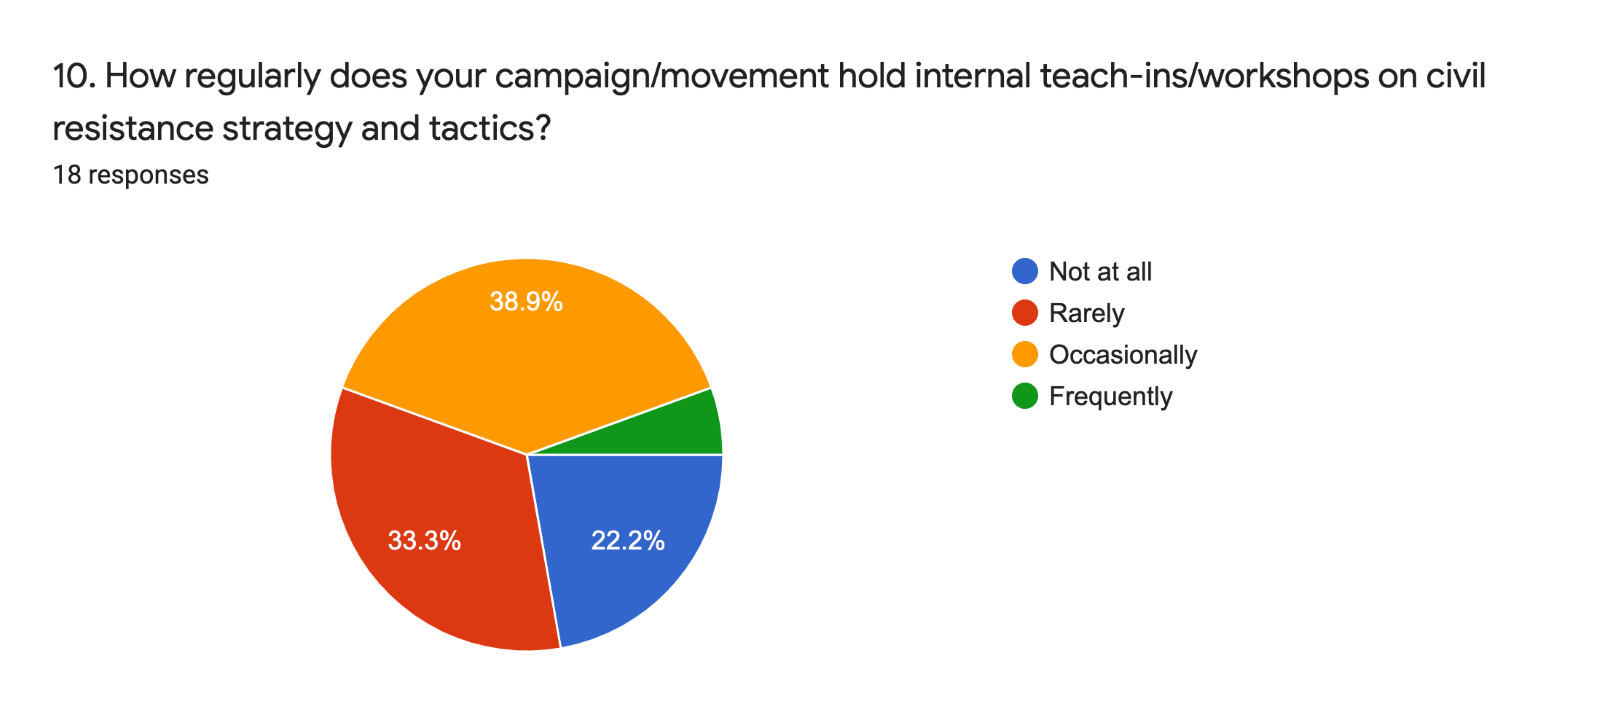 10. How regularly does your campaign/movement hold internal teach-ins/workshops on civil
resistance strategy and tactics?
18 responses
38.9%
33.3%
22.2%
Not at all
Rarely
Occasionally
Frequently